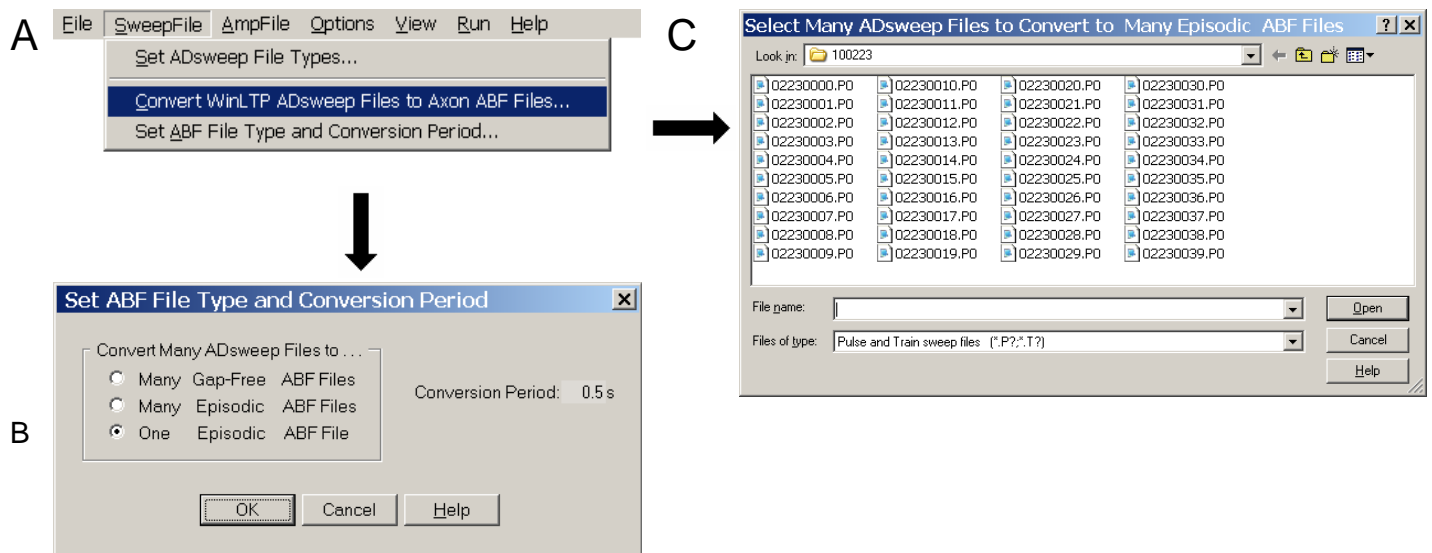 A
File SweepFile AmpFile Options View Run Help
Set ADsweep File Types...
Convert WinLTP ADsweep Files to Axon ABF Files...
Set ABF File Type and Conversion Period...
B
Set ABF File Type and Conversion Period
Convert Many ADsweep Files to . . .
Many Gap-Free ABF Files
Many Episodic ABF Files
One Episodic ABF File
Conversion Period: 0.5 s
OK Cancel Help
C
Select Many ADsweep Files to Convert to Many Episodic ABF Files
Look in: 100223
02230000.P0 02230010.P0 02230020.P0 02230030.P0
02230001.P0 02230011.P0 02230021.P0 02230031.P0
02230002.P0 02230012.P0 02230022.P0 02230032.P0
02230003.P0 02230013.P0 02230023.P0 02230033.P0
02230004.P0 02230014.P0 02230024.P0 02230034.P0
02230005.P0 02230015.P0 02230025.P0 02230035.P0
02230006.P0 02230016.P0 02230026.P0 02230036.P0
02230007.P0 02230017.P0 02230027.P0 02230037.P0
02230008.P0 02230018.P0 02230028.P0 02230038.P0
02230009.P0 02230019.P0 02230029.P0 02230039.P0
File name: Open
Files of type: Pulse and Train sweep files (*.P?;*.T?) Cancel
Help